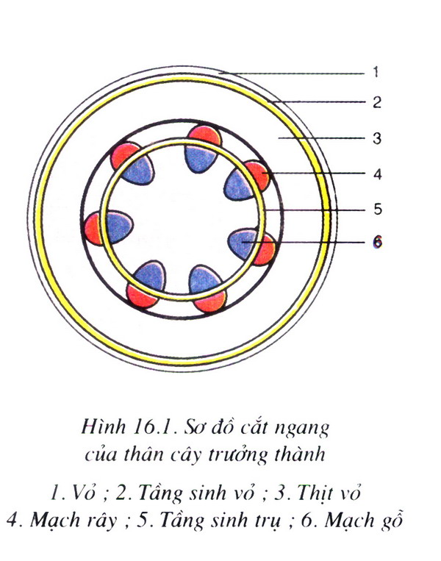 1
2
3
4
5
6
Hình 16.1. Sơ đồ cắt ngang
của thân cây trưởng thành
1. Vỏ ; 2. Tầng sinh vỏ ; 3. Thịt vỏ
4. Mạch rây ; 5. Tầng sinh trụ ; 6. Mạch gỗ